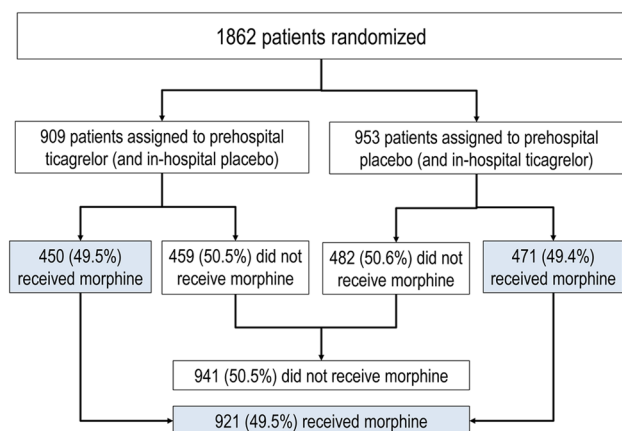 1862 patients randomized
909 patients assigned to prehospital
ticagrelor (and in-hospital placebo)
953 patients assigned to prehospital
placebo (and in-hospital ticagrelor)
450 (49.5%)
received morphine
459 (50.5%) did not
receive morphine
482 (50.6%) did not
receive morphine
471 (49.4%)
received morphine
941 (50.5%) did not receive morphine
921 (49.5%) received morphine